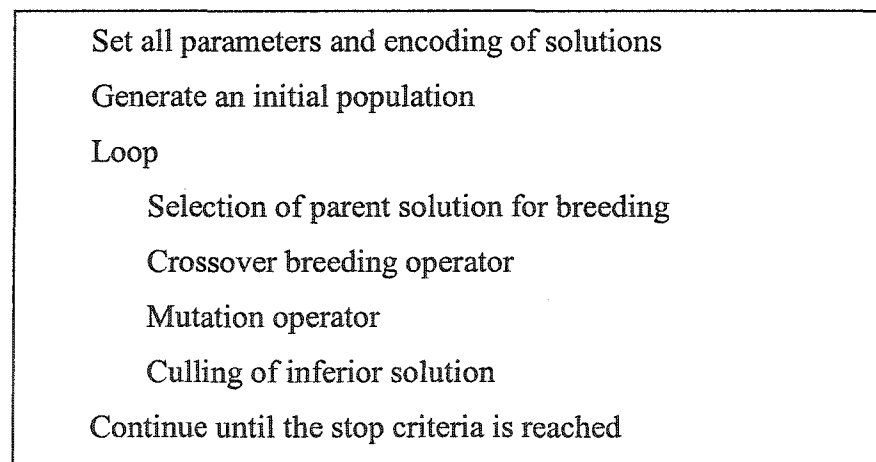 Set all parameters and encoding of solutions
Generate an initial population
Loop
Selection of parent solution for breeding
Crossover breeding operator
Mutation operator
Culling of inferior solution
Continue until the stop criteria is reached